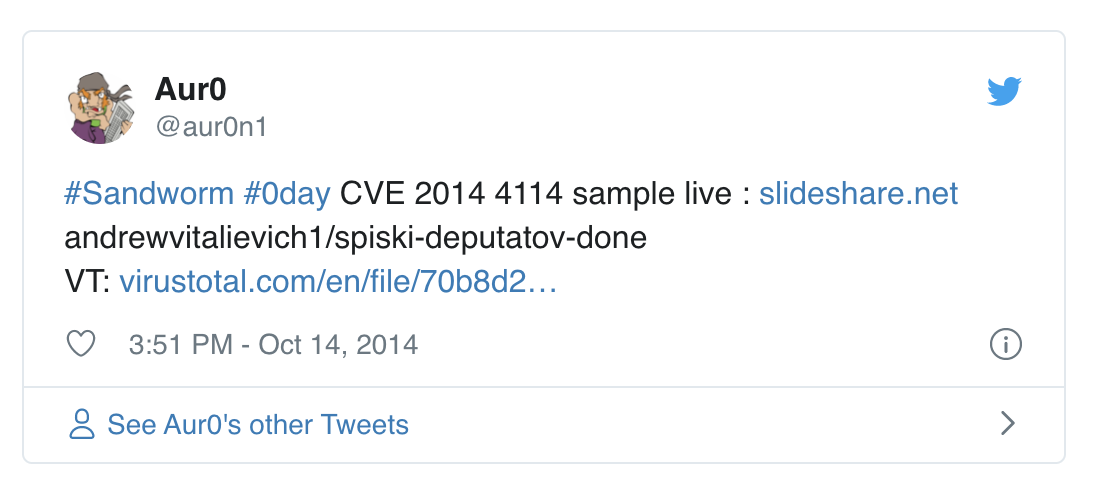 Aur0
@aur0n1
#Sandworm #0day CVE 2014 4114 sample live : slideshare.net
andrewvitalievich1/spiski-deputatov-done
VT: virustotal.com/en/file/70b8d2…
3:51 PM - Oct 14, 2014
See Aur0's other Tweets